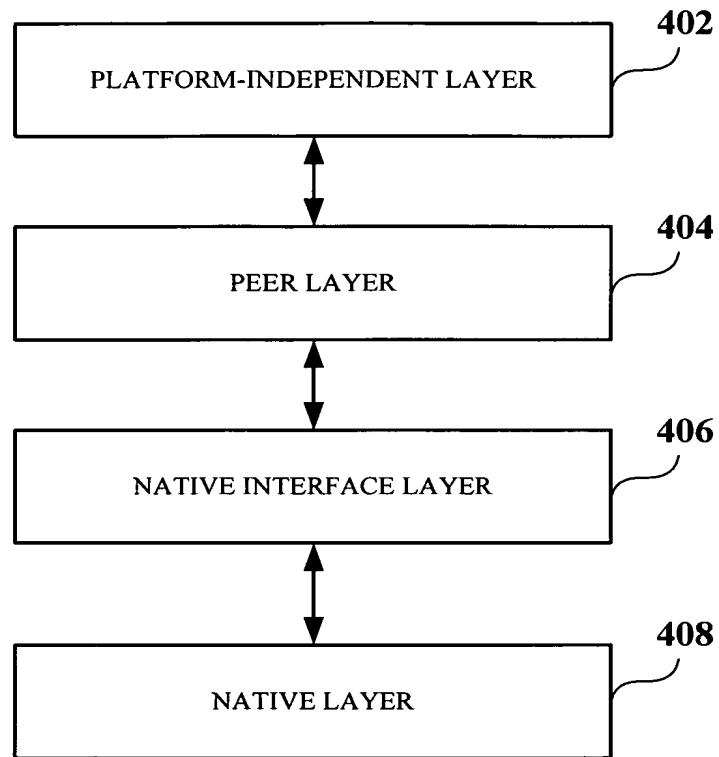 402
PLATFORM-INDEPENDENT LAYER
404
PEER LAYER
406
NATIVE INTERFACE LAYER
408
NATIVE LAYER